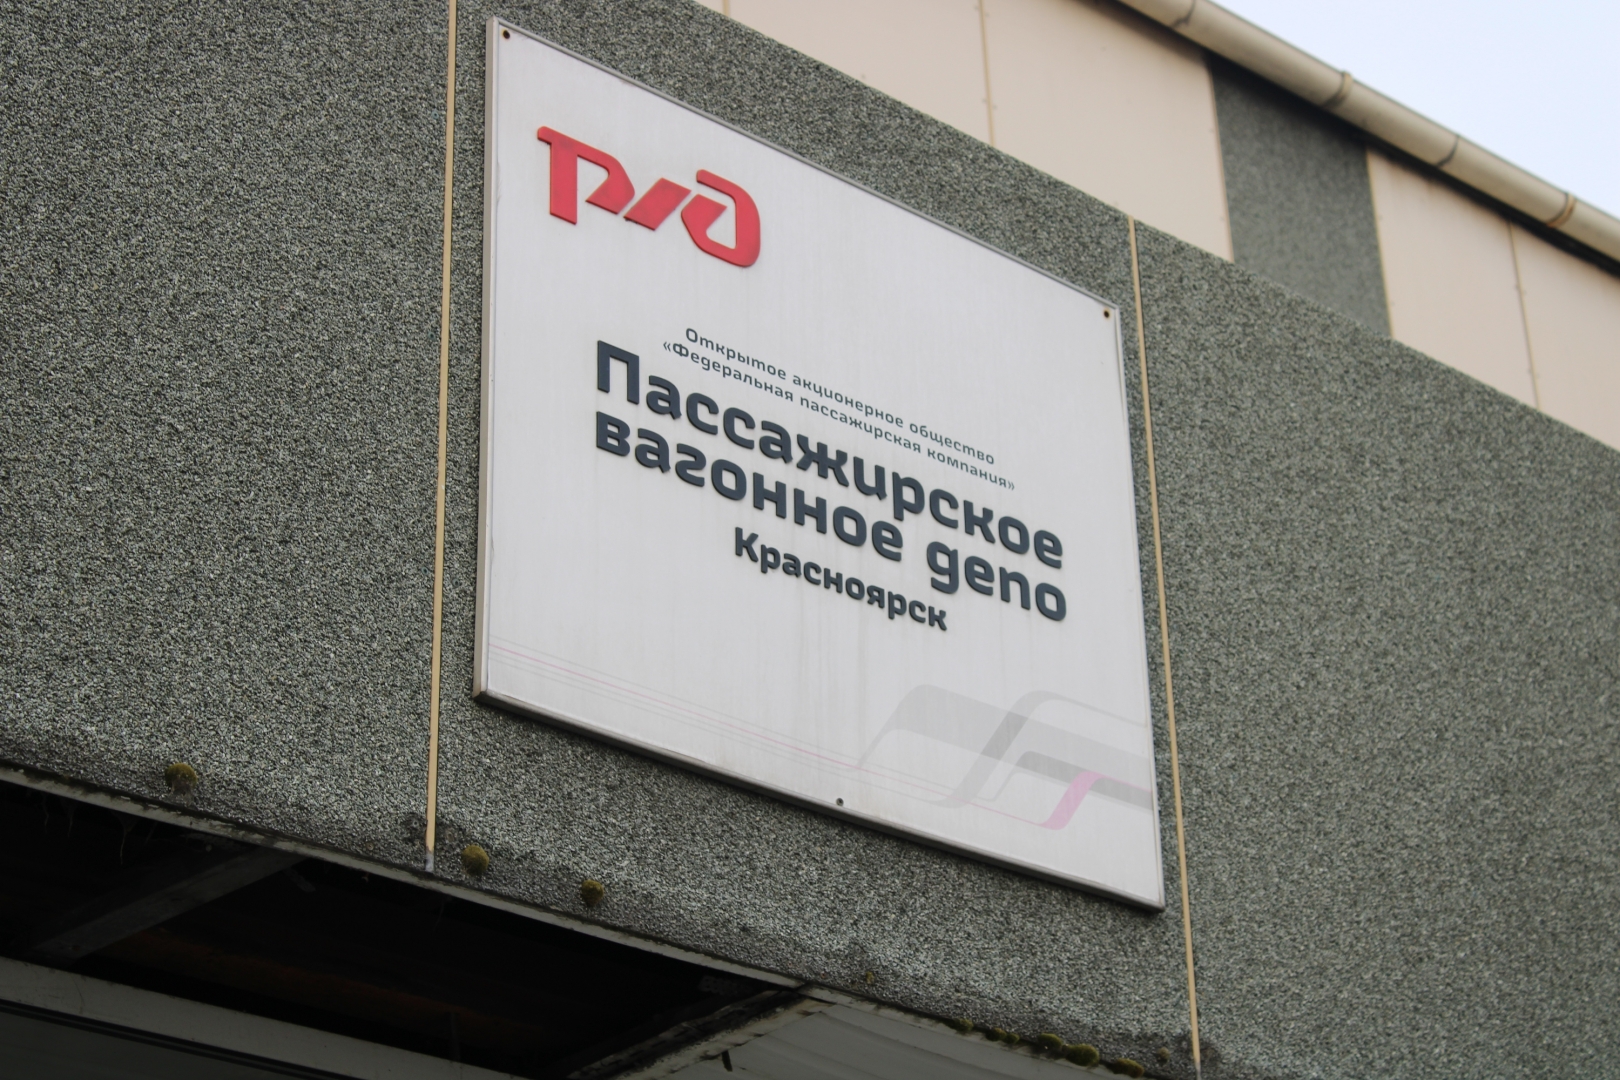 РЖД
Открытое акционерное общество
«Федеральная пассажирская компания»
Пассажирское
вагонное депо
Красноярск